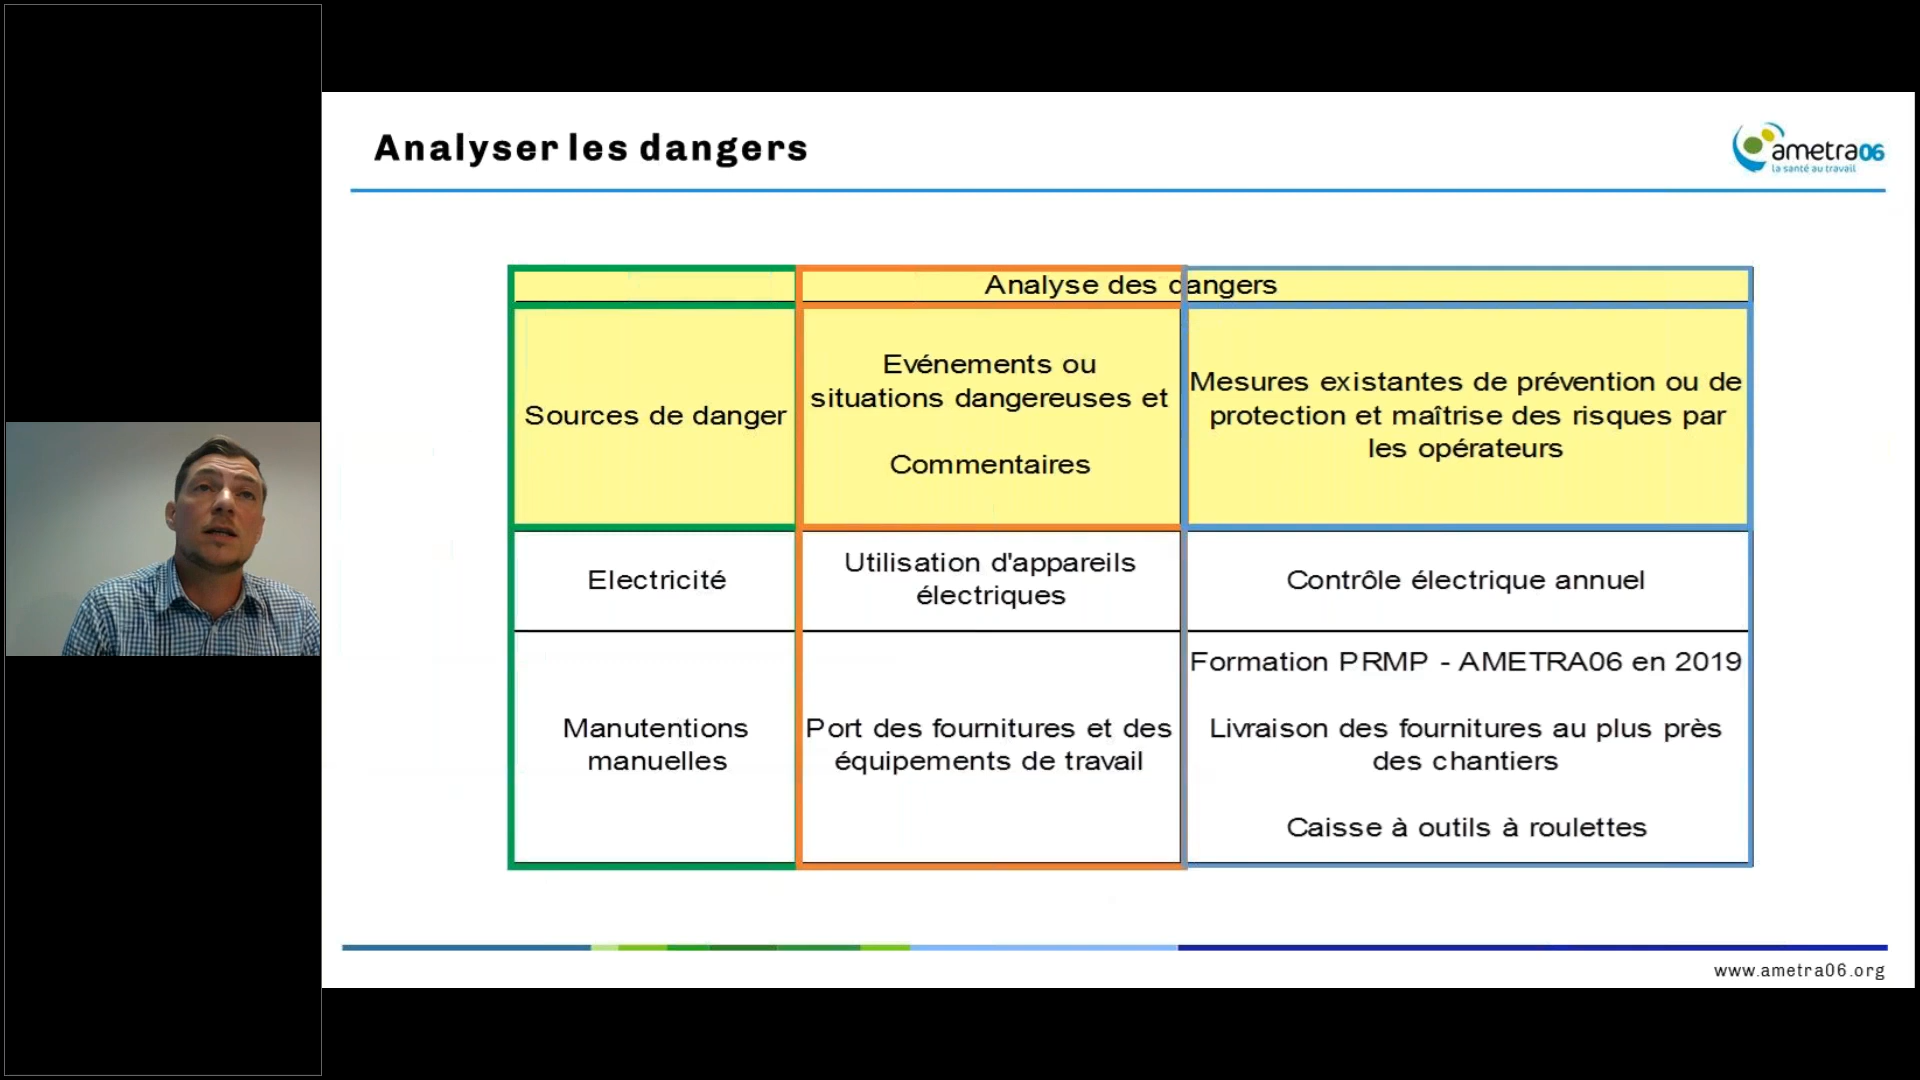 Analyser les dangers
ametra06
la santé au travail
Analyse des dangers
Sources de danger
Evénements ou
situations dangereuses et
Commentaires
Mesures existantes de prévention ou de
protection et maîtrise des risques par
les opérateurs
Electricité
Utilisation d'appareils
électriques
Contrôle électrique annuel
Manutentions
manuelles
Port des fournitures et des
équipements de travail
Formation PRMP - AMETRA06 en 2019
Livraison des fournitures au plus près
des chantiers
Caisse à outils à roulettes
www.ametra06.org